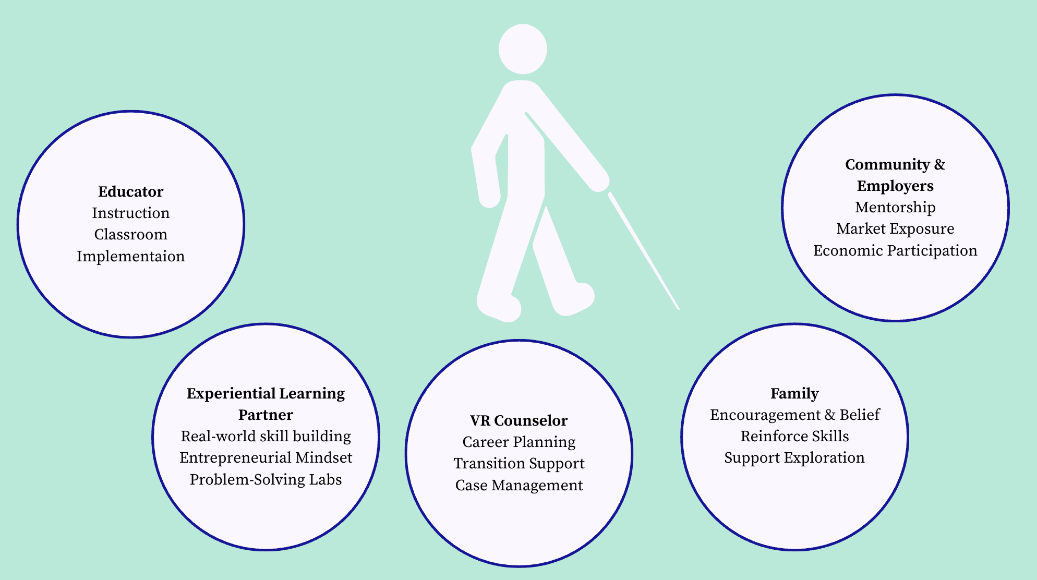 Educator
Instruction
Classroom
Implementaion
Experiential Learning
Partner
Real-world skill building
Entrepreneurial Mindset
Problem-Solving Labs
VR Counselor
Career Planning
Transition Support
Case Management
Family
Encouragement & Belief
Reinforce Skills
Support Exploration
Community &
Employers
Mentorship
Market Exposure
Economic Participation